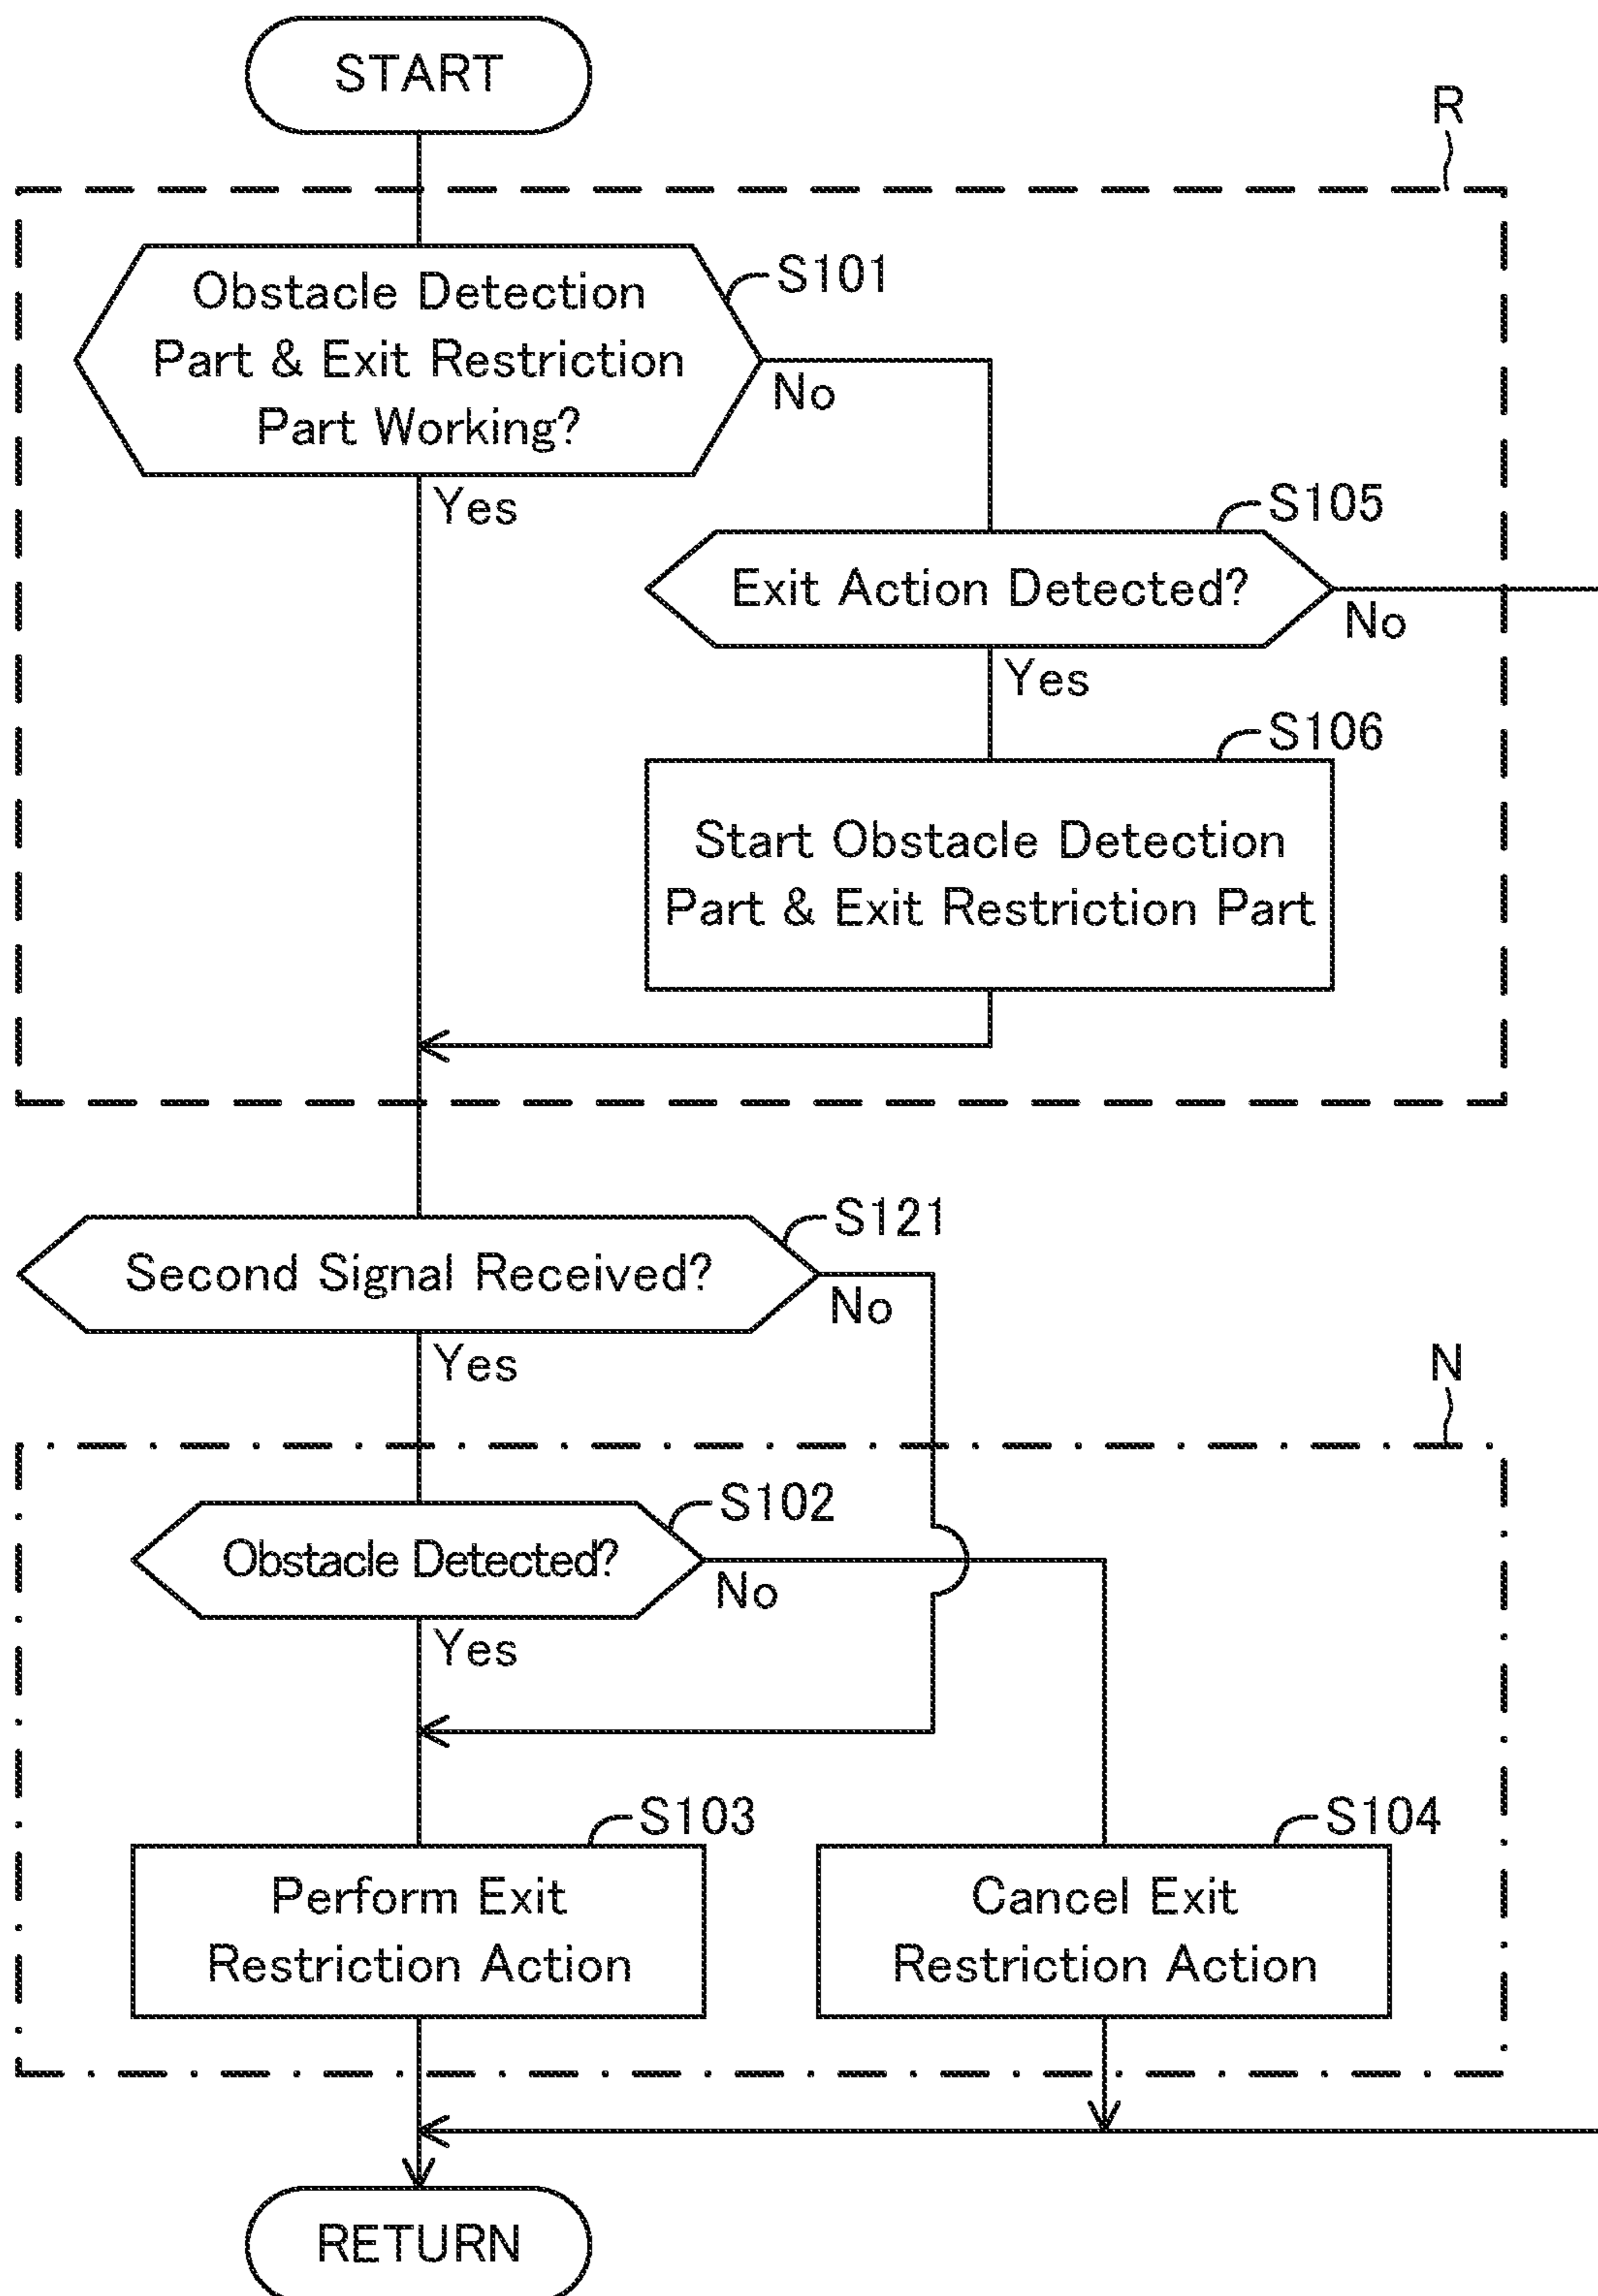 START
R
Obstacle Detection
Part & Exit Restriction
Part Working?
S101
No
Yes
S105
Exit Action Detected?
No
Yes
S106
Start Obstacle Detection
Part & Exit Restriction Part
S121
Second Signal Received?
No
Yes
N
S102
Obstacle Detected?
No
Yes
S103
Perform Exit
Restriction Action
S104
Cancel Exit
Restriction Action
RETURN